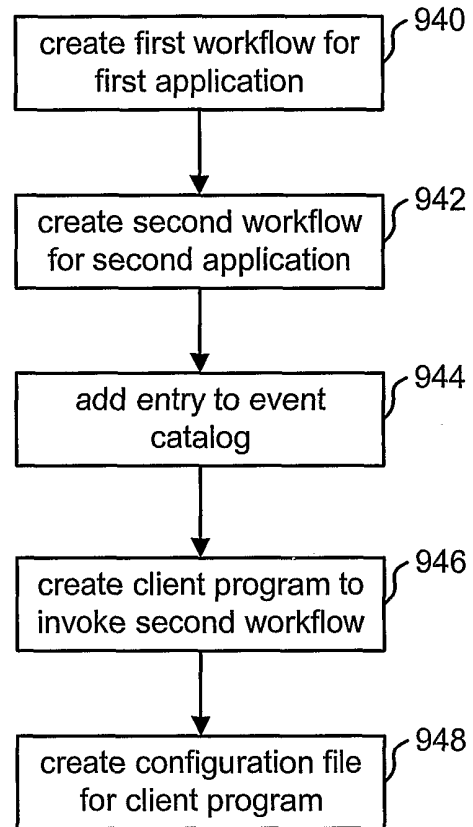 940
create first workflow for
first application
942
create second workflow
for second application
944
add entry to event
catalog
946
create client program to
invoke second workflow
948
create configuration file
for client program